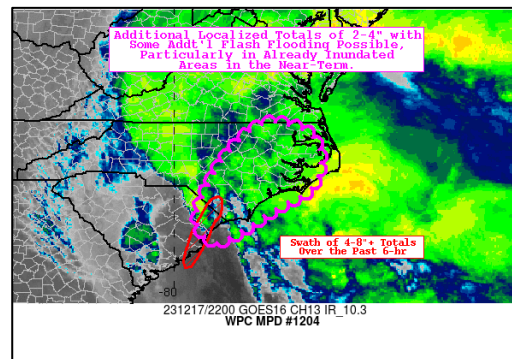 Additional Localized Totals of 2-4" with
Some Addt'l Flash Flooding Possible,
Particularly in Already Inundated
Areas in the Near-Term.
Swath of 4-8"+ Totals
Over the Past 6-hr
-80
231217/2200 GOES16 CH13 IR_10.3
WPC MPD #1204